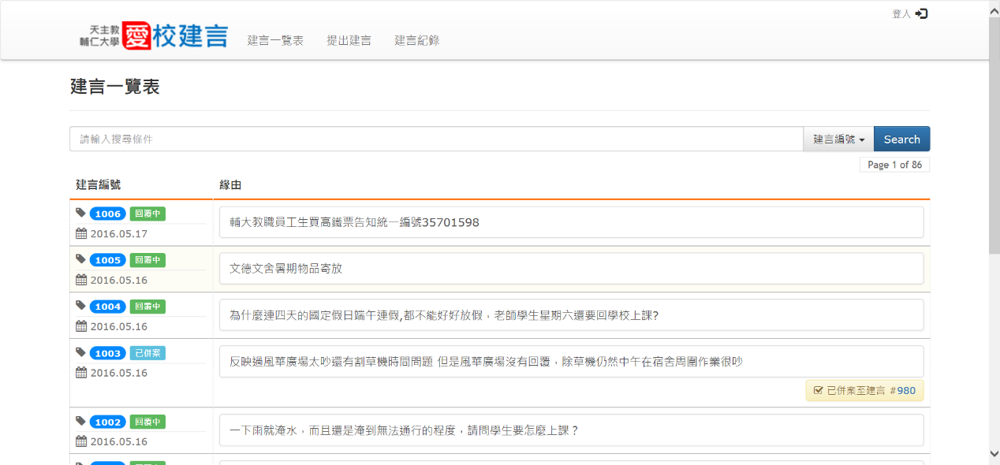 登入
天主教
輔仁大學
愛校建言
建言一覽表 提出建言 建言紀錄
建言一覽表
請輸入搜尋條件 建言編號 Search
Page 1 of 86
建言編號 緣由
1006 回覆中
2016.05.17
輔大教職員工生買高鐵票告知統一編號35701598
1005 回覆中
2016.05.16
文德文舍暑期物品寄放
1004 回覆中
2016.05.16
為什麼連四天的國定假日端午連假,都不能好好放假，老師學生星期六還要回學校上課?
1003 已併案
2016.05.16
反映過風華廣場太吵還有割草機時間問題 但是風華廣場沒有回覆，除草機仍然中午在宿舍周圍作業很吵
已併案至建言 #980
1002 回覆中
2016.05.16
一下雨就淹水，而且還是淹到無法通行的程度，請問學生要怎麼上課？